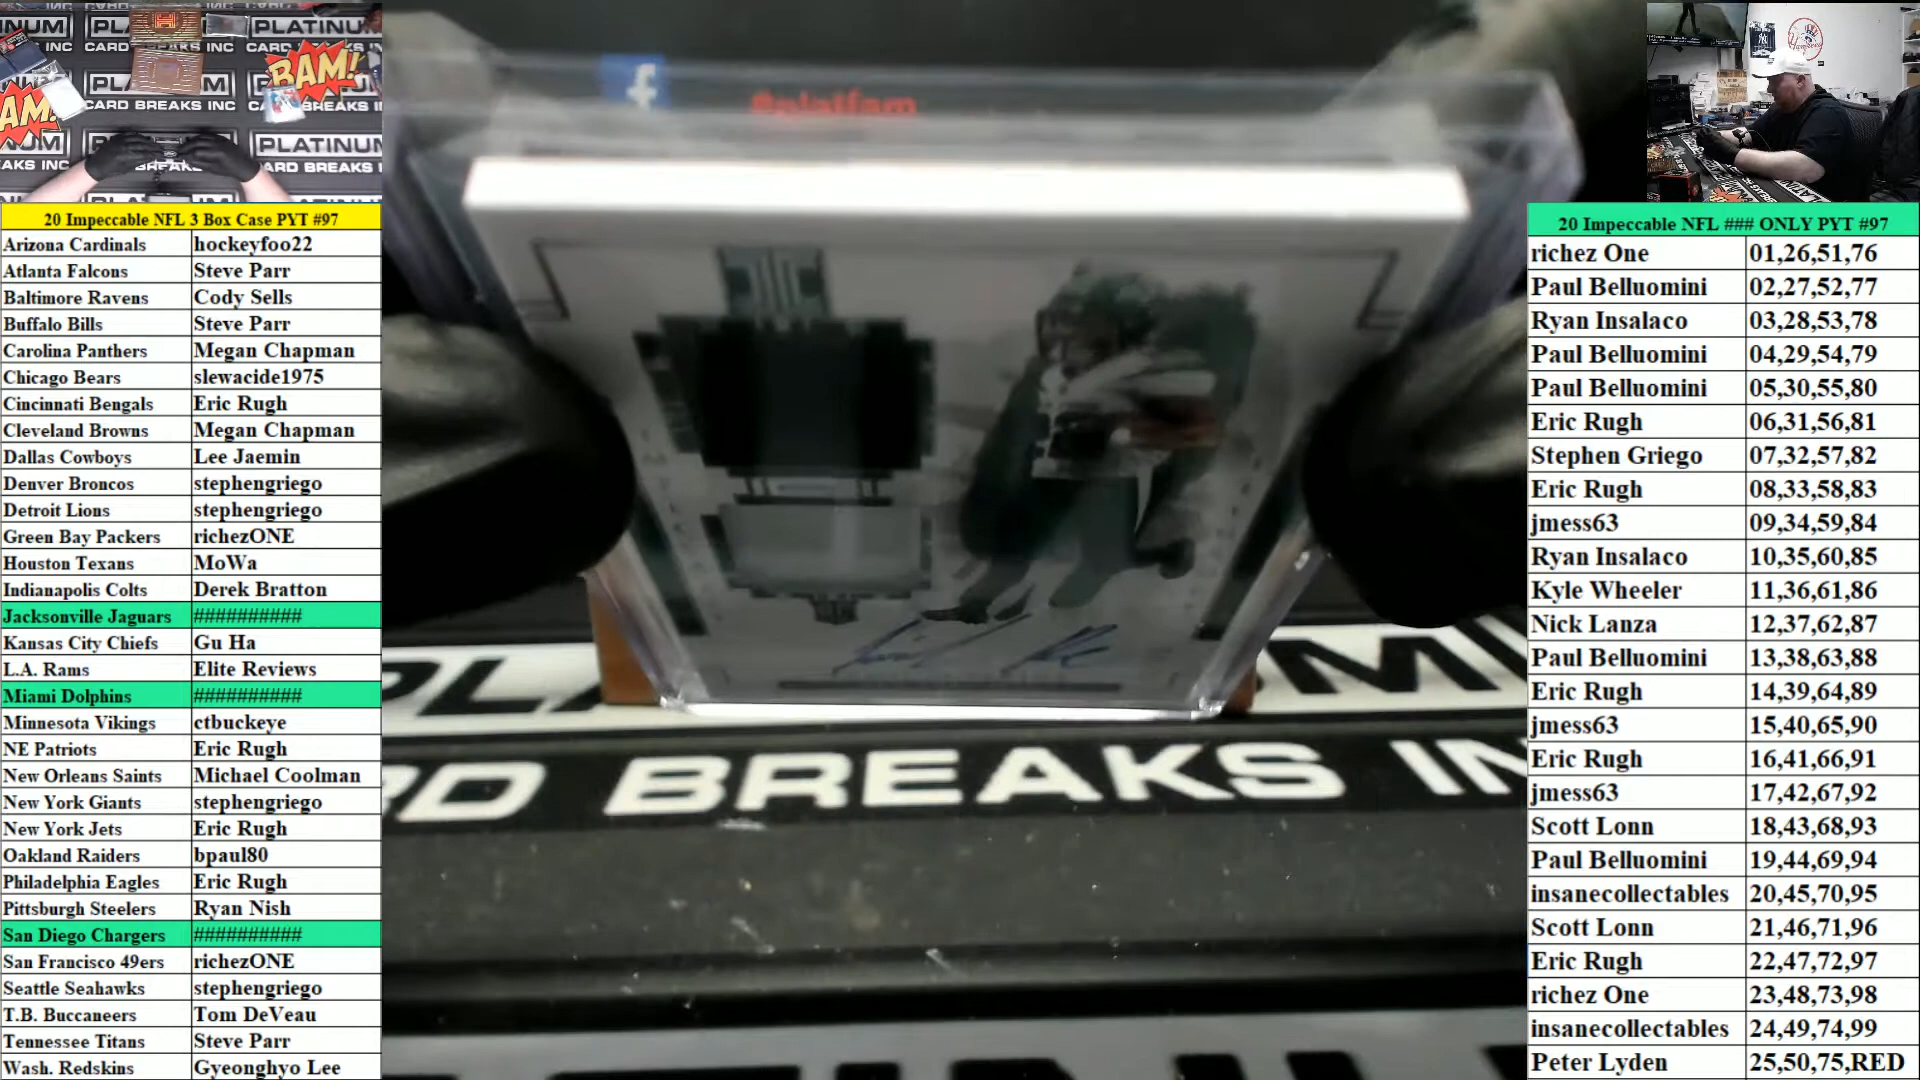 20 Impeccable NFL 3 Box Case PYT #97
Arizona Cardinals hockeyfoo22
Atlanta Falcons Steve Parr
Baltimore Ravens Cody Sells
Buffalo Bills Steve Parr
Carolina Panthers Megan Chapman
Chicago Bears slewacide1975
Cincinnati Bengals Eric Rugh
Cleveland Browns Megan Chapman
Dallas Cowboys Lee Jaemin
Denver Broncos stephengriego
Detroit Lions stephengriego
Green Bay Packers richezONE
Houston Texans MoWa
Indianapolis Colts Derek Bratton
Jacksonville Jaguars ##########
Kansas City Chiefs Gu Ha
L.A. Rams Elite Reviews
Miami Dolphins ##########
Minnesota Vikings ctbuckeye
NE Patriots Eric Rugh
New Orleans Saints Michael Coolman
New York Giants stephengriego
New York Jets Eric Rugh
Oakland Raiders bpaul80
Philadelphia Eagles Eric Rugh
Pittsburgh Steelers Ryan Nish
San Diego Chargers ##########
San Francisco 49ers richezONE
Seattle Seahawks stephengriego
T.B. Buccaneers Tom DeVeau
Tennessee Titans Steve Parr
Wash. Redskins Gyeonghyo Lee
PLATINUM
CARD BREAKS INC
BAM!
f #platfam
RD BREAKS IN
20 Impeccable NFL ### ONLY PYT #97
richez One 01,26,51,76
Paul Belluomini 02,27,52,77
Ryan Insalaco 03,28,53,78
Paul Belluomini 04,29,54,79
Paul Belluomini 05,30,55,80
Eric Rugh 06,31,56,81
Stephen Griego 07,32,57,82
Eric Rugh 08,33,58,83
jmess63 09,34,59,84
Ryan Insalaco 10,35,60,85
Kyle Wheeler 11,36,61,86
Nick Lanza 12,37,62,87
Paul Belluomini 13,38,63,88
Eric Rugh 14,39,64,89
jmess63 15,40,65,90
Eric Rugh 16,41,66,91
jmess63 17,42,67,92
Scott Lonn 18,43,68,93
Paul Belluomini 19,44,69,94
insanecollectables 20,45,70,95
Scott Lonn 21,46,71,96
Eric Rugh 22,47,72,97
richez One 23,48,73,98
insanecollectables 24,49,74,99
Peter Lyden 25,50,75,RED